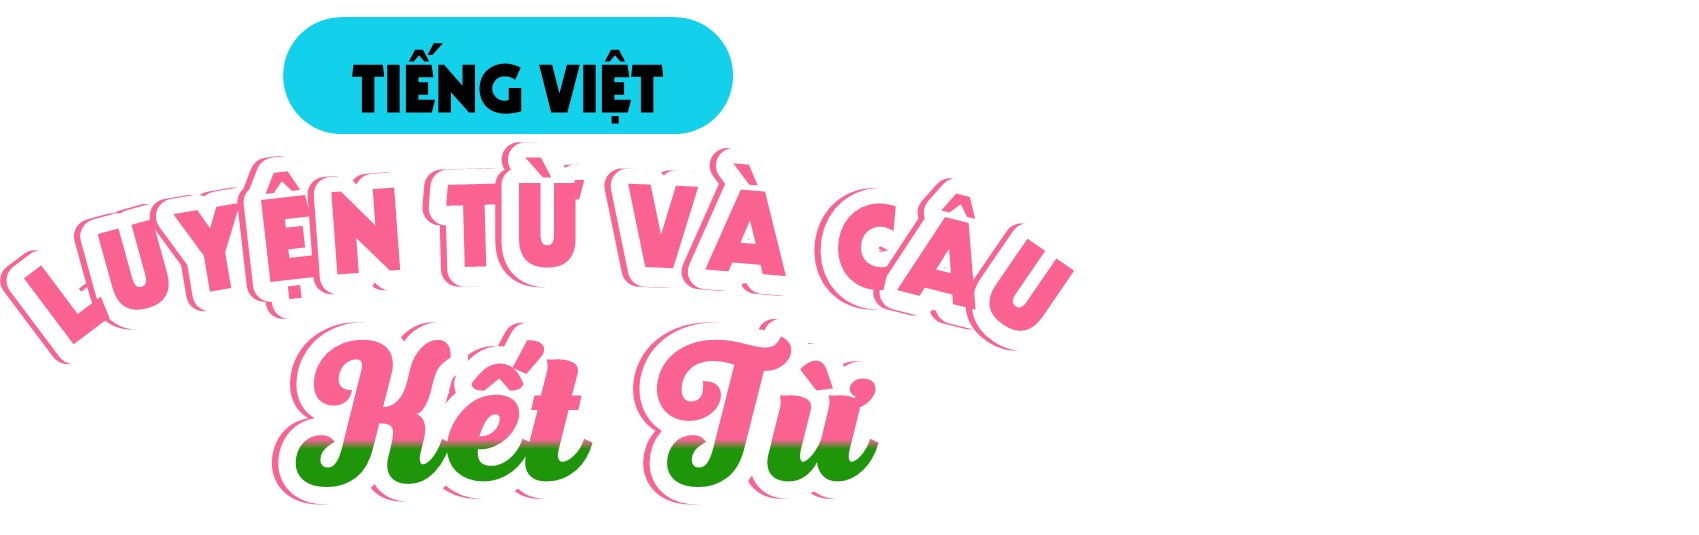 TIẾNG VIỆT
LUYỆN TỪ VÀ CÂU
Kết Từ